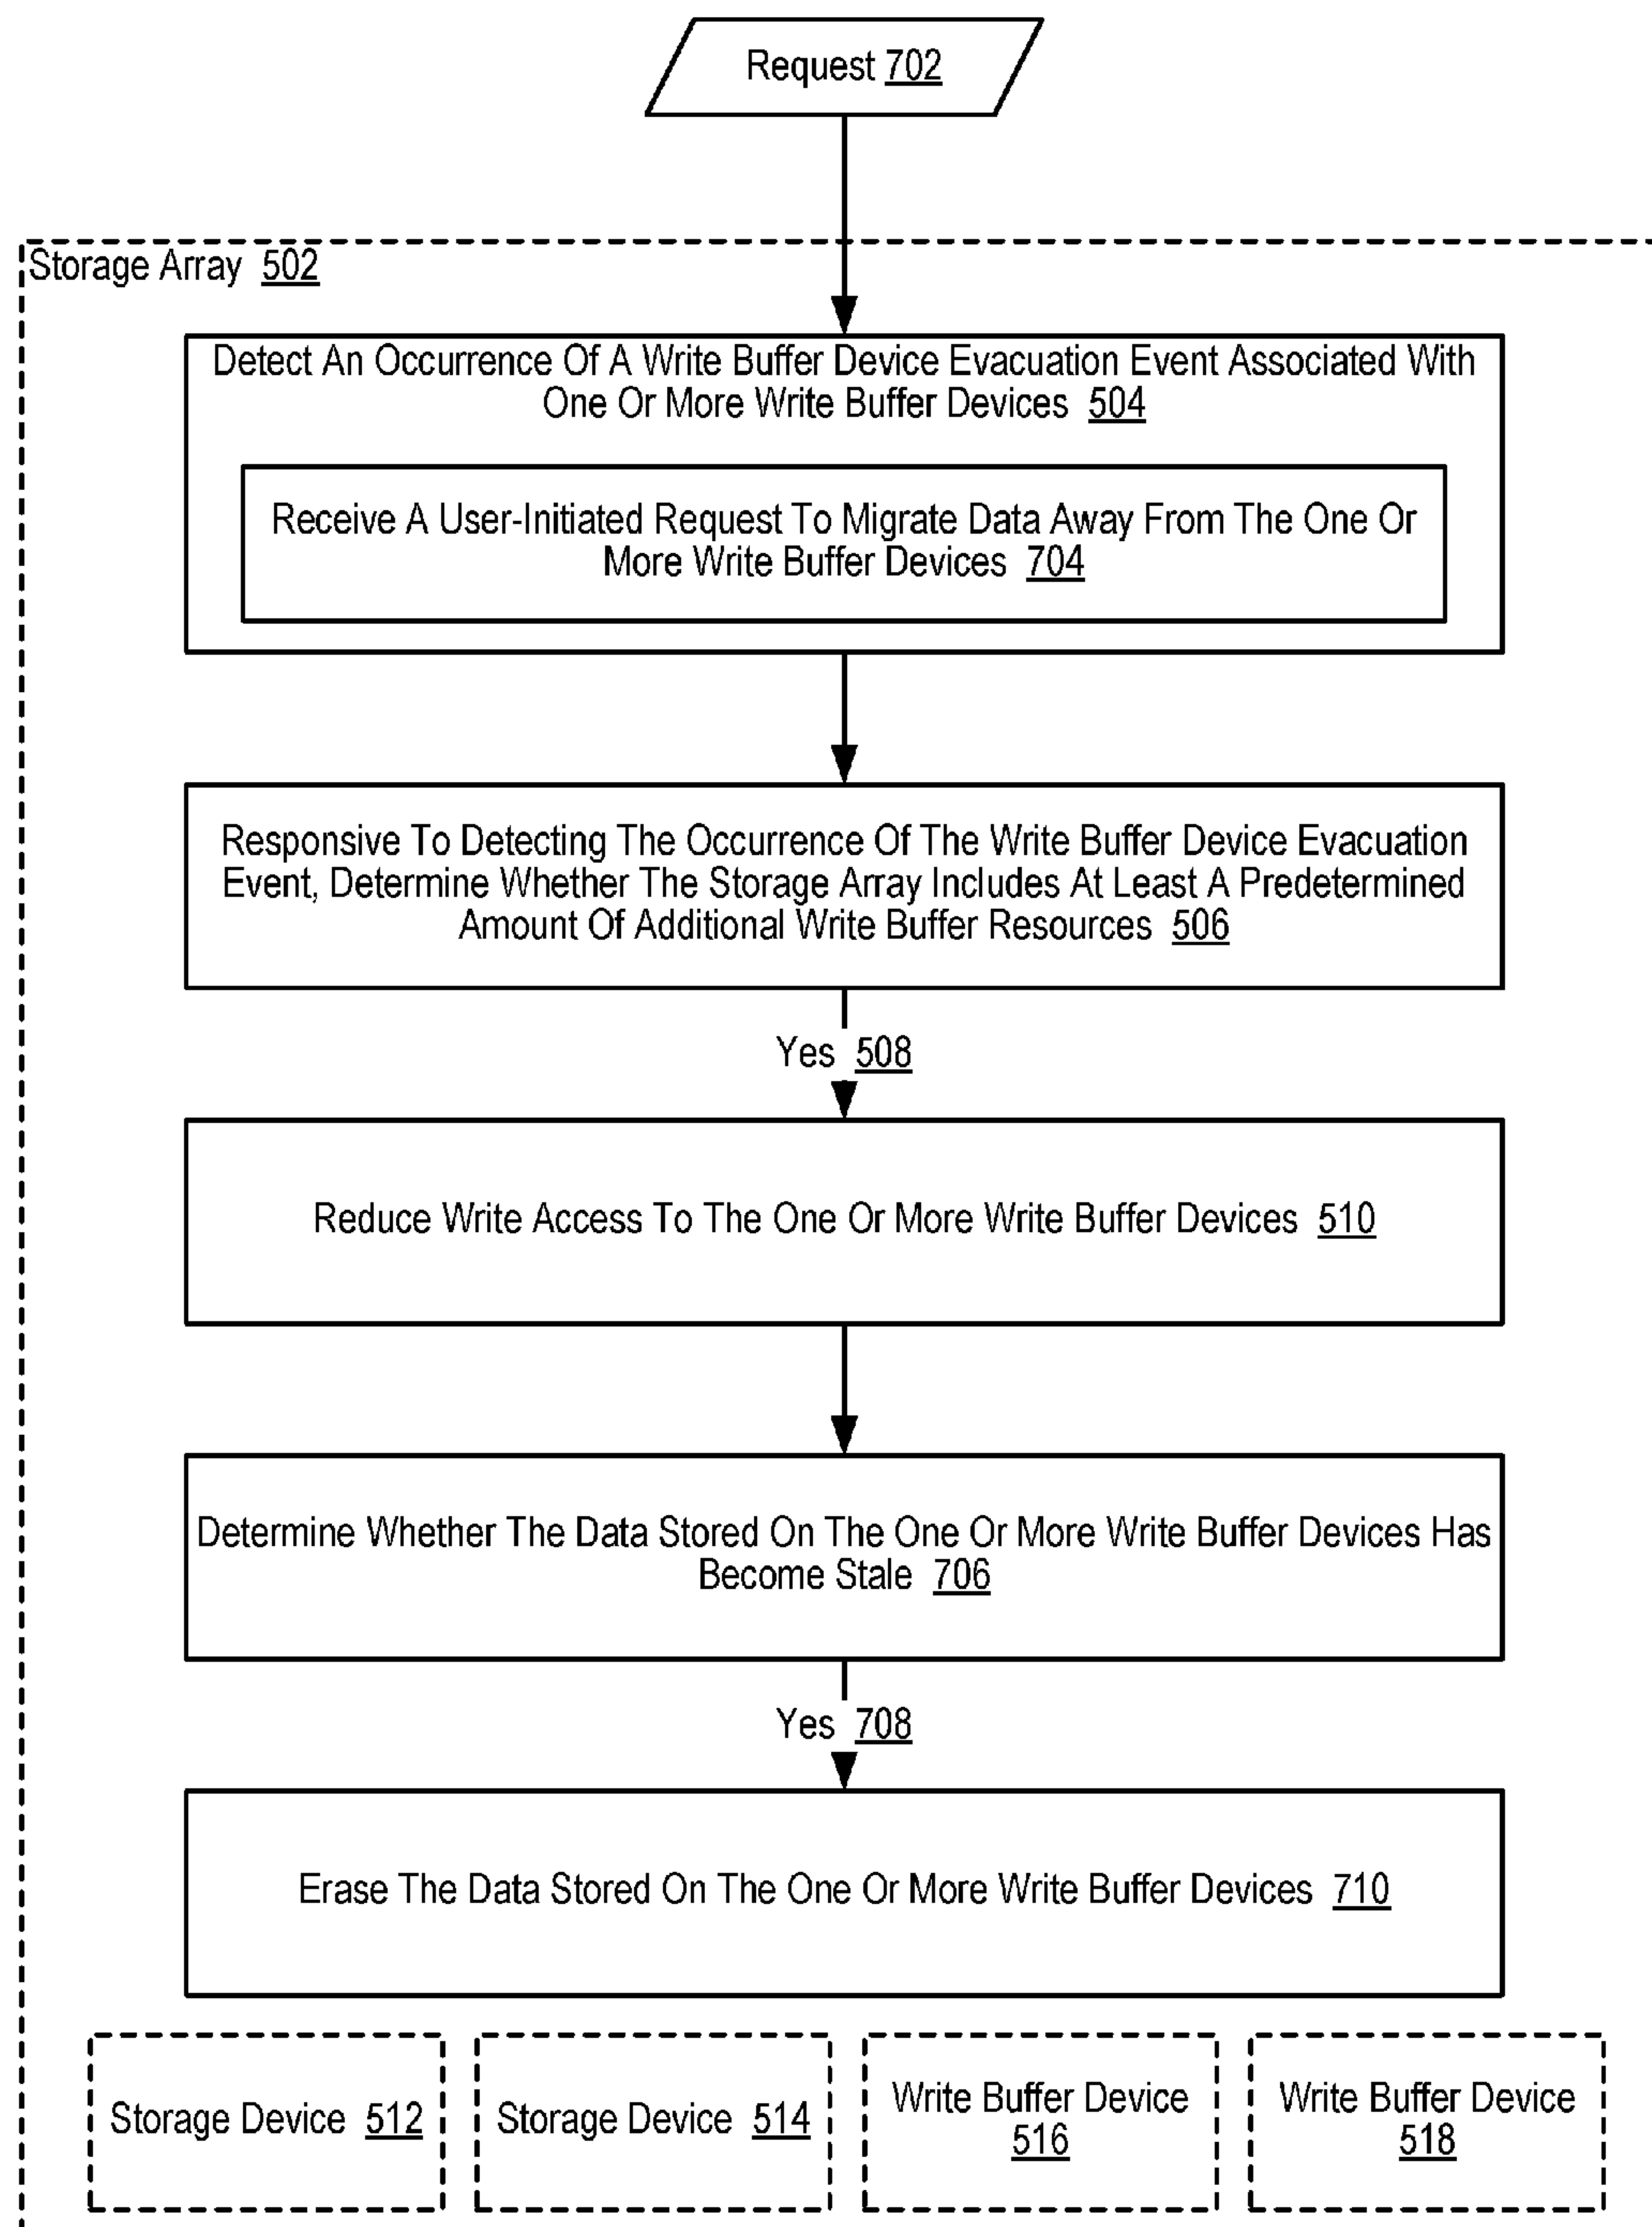 Request 702
Storage Array 502
Detect An Occurrence Of A Write Buffer Device Evacuation Event Associated With
One Or More Write Buffer Devices 504
Receive A User-Initiated Request To Migrate Data Away From The One Or
More Write Buffer Devices 704
Responsive To Detecting The Occurrence Of The Write Buffer Device Evacuation
Event, Determine Whether The Storage Array Includes At Least A Predetermined
Amount Of Additional Write Buffer Resources 506
Yes 508
Reduce Write Access To The One Or More Write Buffer Devices 510
Determine Whether The Data Stored On The One Or More Write Buffer Devices Has
Become Stale 706
Yes 708
Erase The Data Stored On The One Or More Write Buffer Devices 710
Storage Device 512
Storage Device 514
Write Buffer Device
516
Write Buffer Device
518